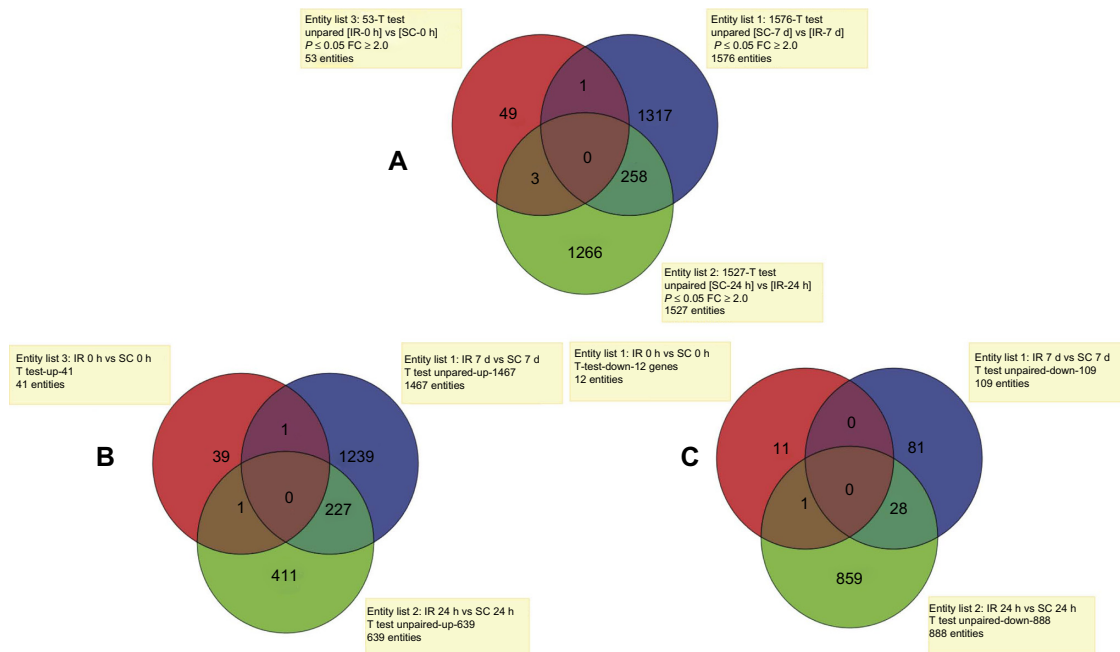 Entity list 3: 53-T test
unpared [IR-0 h] vs [SC-0 h]
P ≤ 0.05 FC ≥ 2.0
53 entities
Entity list 1: 1576-T test
unpared [SC-7 d] vs [IR-7 d]
P ≤ 0.05 FC ≥ 2.0
1576 entities
1
49
1317
A
0
3
258
1266
Entity list 2: 1527-T test
unpaired [SC-24 h] vs [IR-24 h]
P ≤ 0.05 FC ≥ 2.0
1527 entities
Entity list 3: IR 0 h vs SC 0 h
T test-up-41
41 entities
Entity list 1: IR 7 d vs SC 7 d
T test unpared-up-1467
1467 entities
1
39
1239
B
0
1
227
411
Entity list 2: IR 24 h vs SC 24 h
T test unpaired-up-639
639 entities
Entity list 1: IR 0 h vs SC 0 h
T-test-down-12 genes
12 entities
Entity list 1: IR 7 d vs SC 7 d
T test unpaired-down-109
109 entities
0
11
81
C
0
1
28
859
Entity list 2: IR 24 h vs SC 24 h
T test unpaired-down-888
888 entities